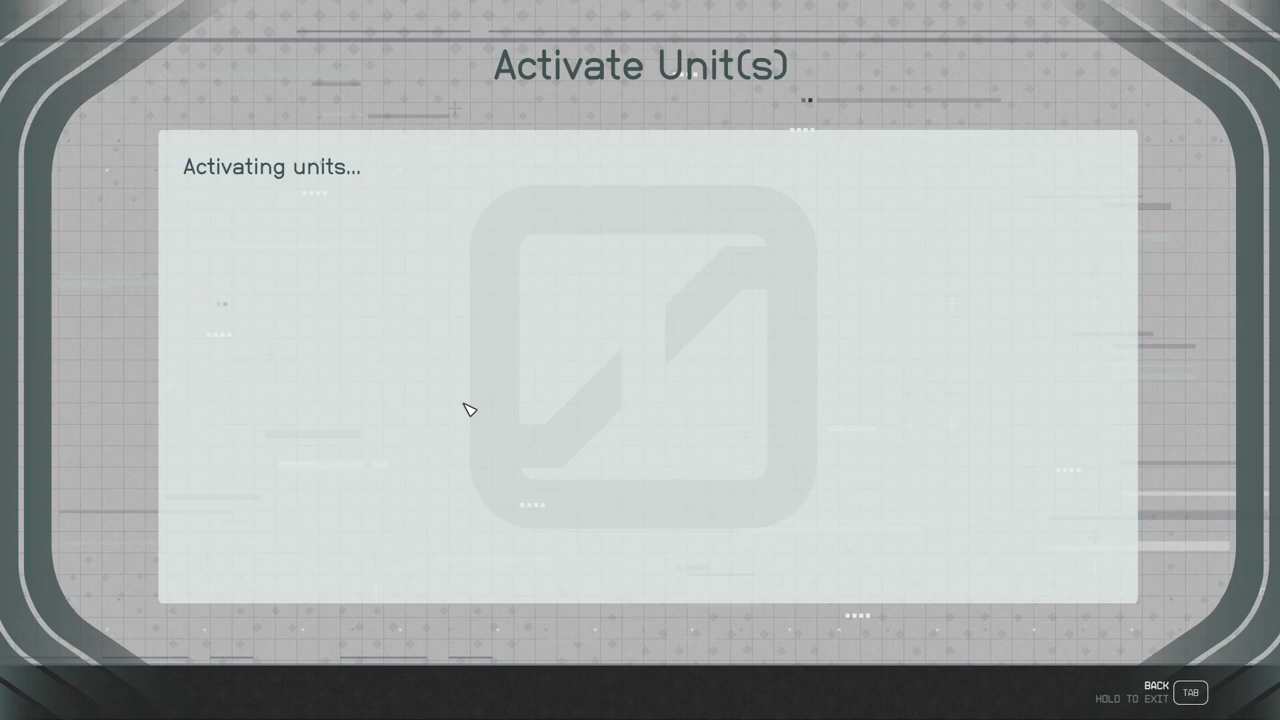 Activate Unit(s)
Activating units...
BACK
HOLD TO EXIT
TAB